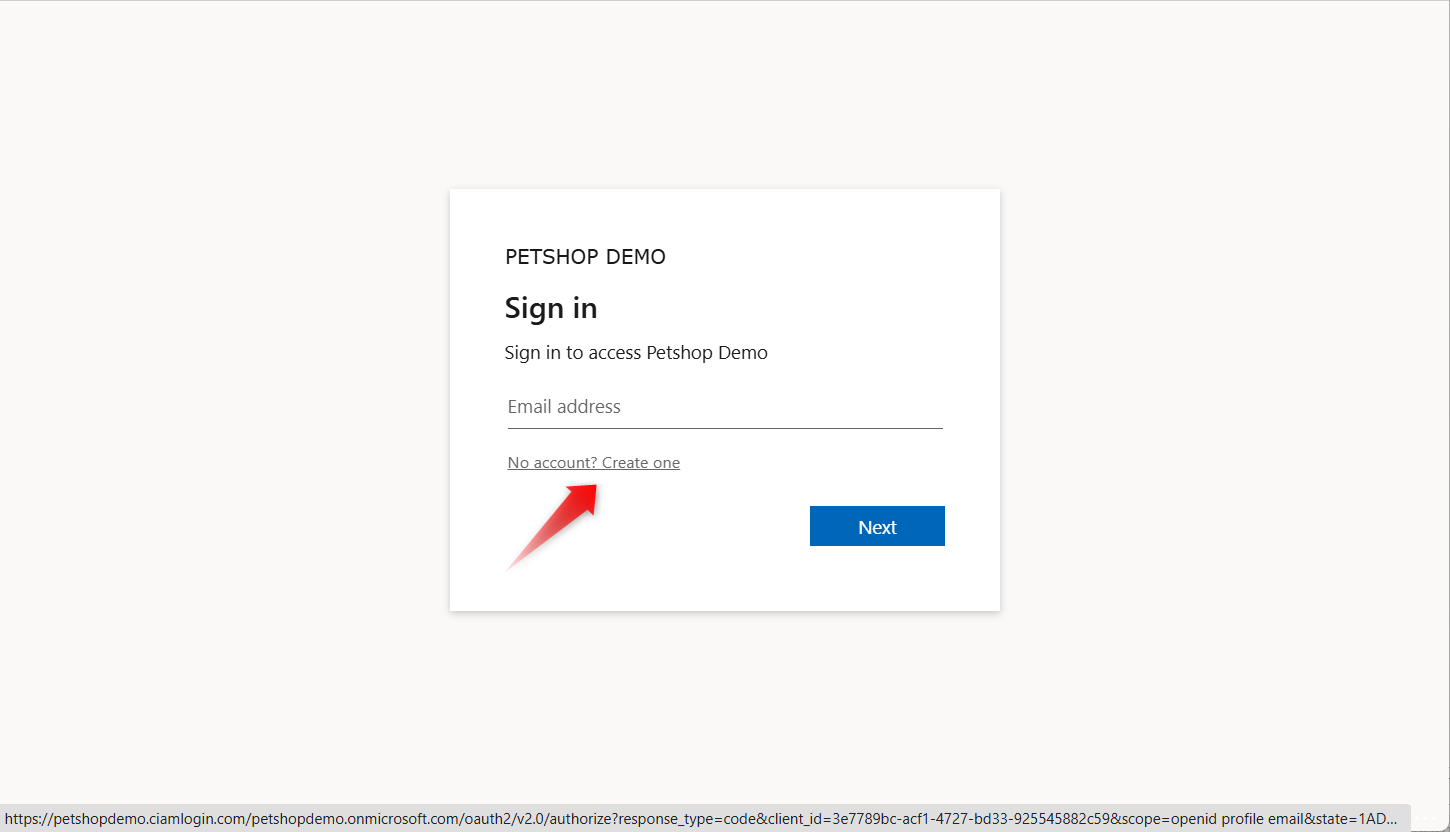 PETSHOP DEMO
Sign in
Sign in to access Petshop Demo
Email address
No account? Create one
Next
https://petshopdemo.ciamlogin.com/petshopdemo.onmicrosoft.com/oauth2/v2.0/authorize?response_type=code&client_id=3e7789bc-acf1-4727-bd33-925545882c59&scope=openid profile email&state=1AD...